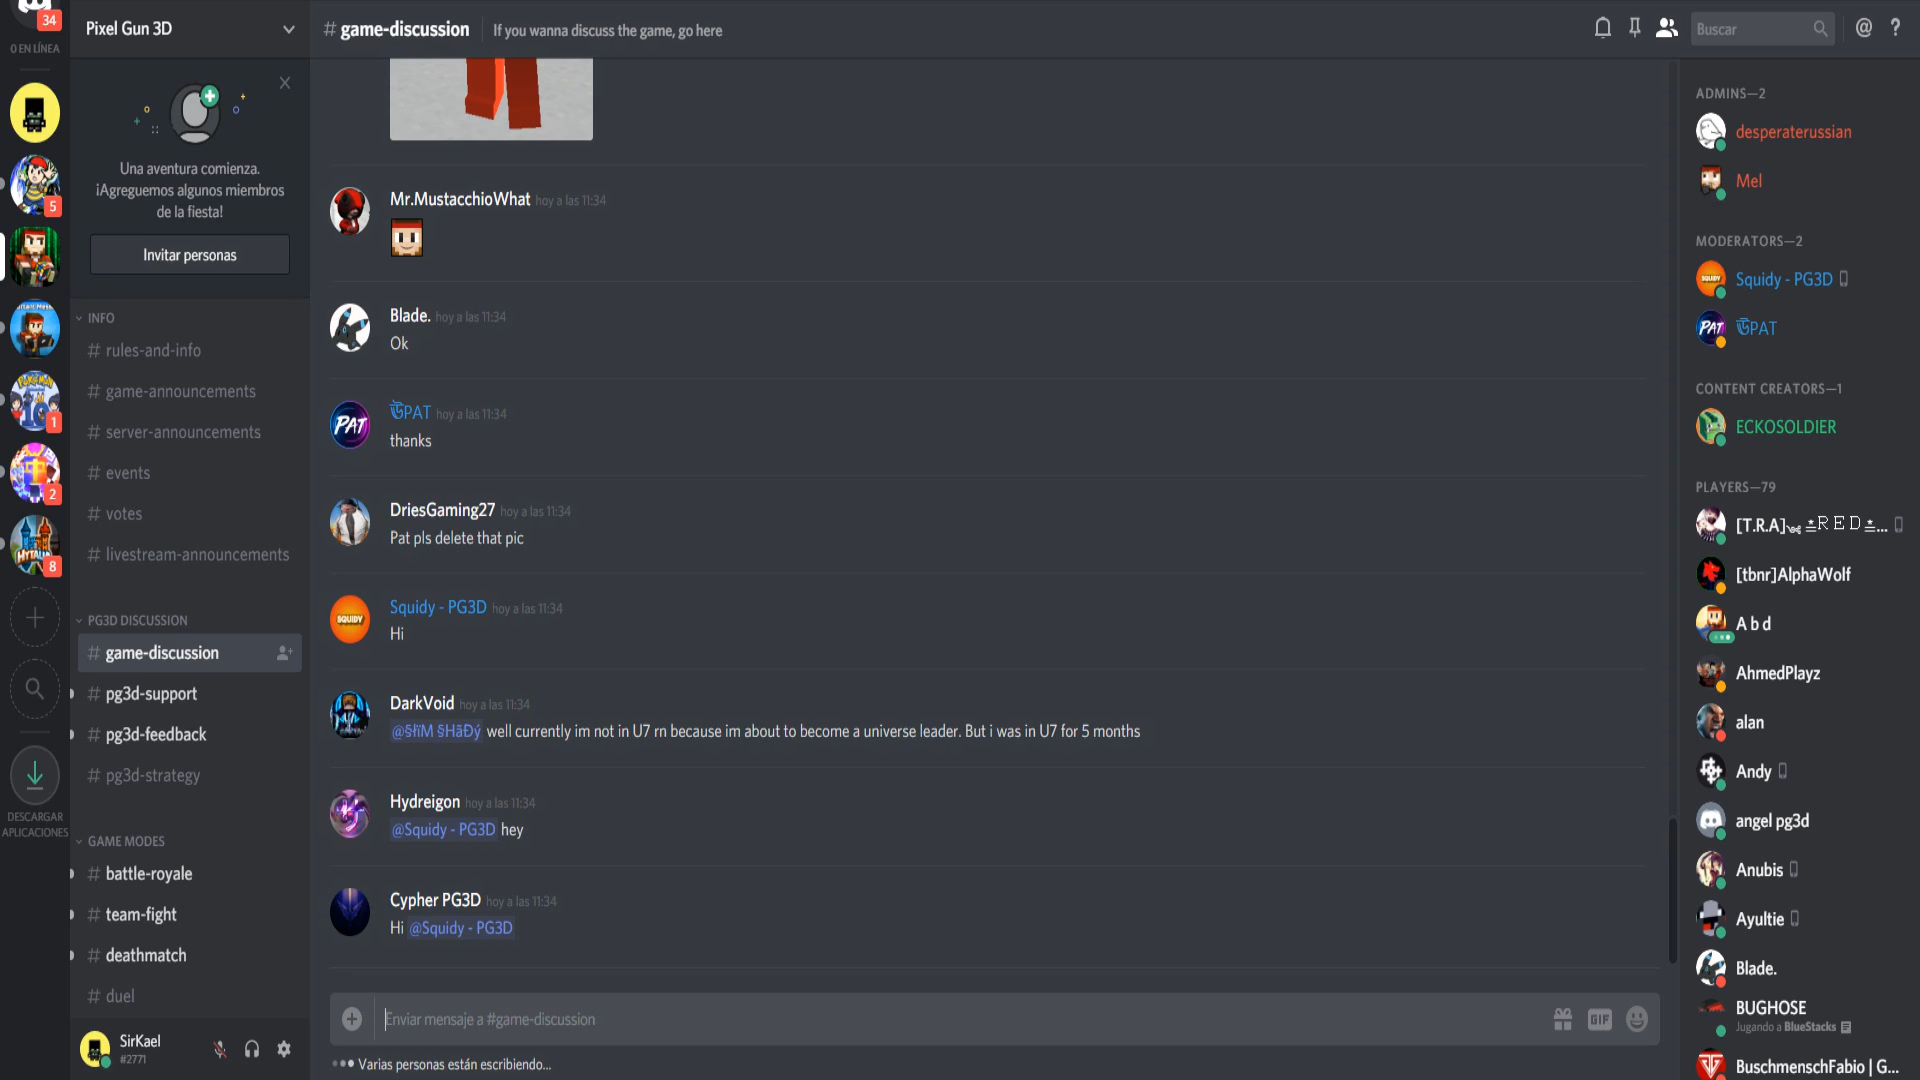 34
0 EN LÍNEA
5
1
2
8
DESCARGAR
APLICACIONES
Pixel Gun 3D
Una aventura comienza.
¡Agreguemos algunos miembros
de la fiesta!
Invitar personas
INFO
# rules-and-info
# game-announcements
# server-announcements
# events
# votes
# livestream-announcements
PG3D DISCUSSION
# game-discussion
# pg3d-support
# pg3d-feedback
# pg3d-strategy
GAME MODES
# battle-royale
# team-fight
# deathmatch
# duel
SirKael
#2771
# game-discussion If you wanna discuss the game, go here
Buscar
Mr.MustacchioWhat hoy a las 11:34
Blade. hoy a las 11:34
Ok
PAT hoy a las 11:34
thanks
DriesGaming27 hoy a las 11:34
Pat pls delete that pic
Squidy - PG3D hoy a las 11:34
Hi
DarkVoid hoy a las 11:34
well currently im not in U7 rn because im about to become a universe leader. But i was in U7 for 5 months
Hydreigon hoy a las 11:34
@Squidy - PG3D hey
Cypher PG3D hoy a las 11:34
Hi @Squidy - PG3D
Enviar mensaje a #game-discussion
GIF
Varias personas están escribiendo...
ADMINS—2
desperaterussian
Mel
MODERATORS—2
SQUIDY
Squidy - PG3D
PAT
PAT
CONTENT CREATORS—1
ECKOSOLDIER
PLAYERS—79
[T.R.A] RED ...
[tbnr]AlphaWolf
A b d
AhmedPlayz
alan
Andy
angel pg3d
Anubis
Ayultie
Blade.
BUGHOSE
Jugando a BlueStacks
BuschmenschFabio | G...